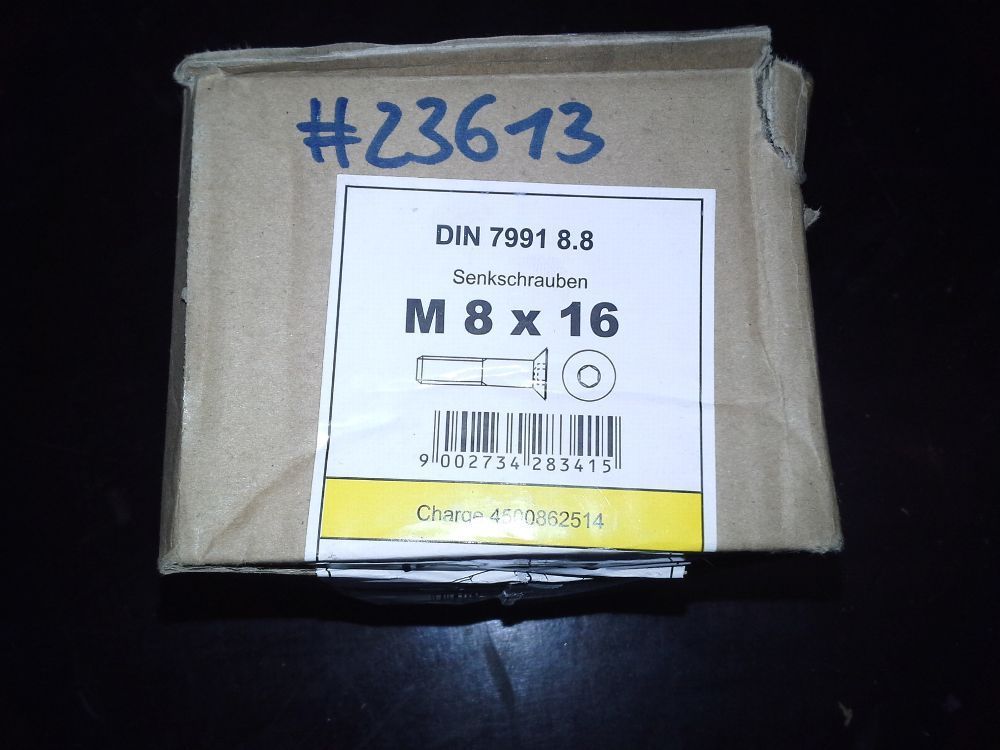 #23613
DIN 7991 8.8
Senkschrauben
M 8 x 16
9 002734 283415
Charge 4500862514